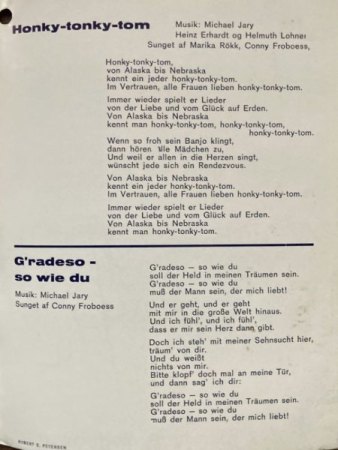 Honky-tonky-tom
Musik: Michael Jary
Heinz Erhardt og Helmuth Lohner
Sunget af Marika Rökk, Conny Froboess,
Honky-tonky-tom,
von Alaska bis Nebraska
kennt ein jeder honky-tonky-tom.
Im Vertrauen, alle Frauen lieben honky-tonky-tom.
Immer wieder spielt er Lieder
von der Liebe und vom Glück auf Erden.
Von Alaska bis Nebraska
kennt man honky-tonky-tom, honky-tonky-tom,
honky-tonky-tom.
Wenn so froh sein Banjo klingt,
dann hören alle Mädchen zu,
Und weil er allen in die Herzen singt,
wünscht jede sich ein Rendezvous.
Von Alaska bis Nebraska
kennt ein jeder honky-tonky-tom.
Im Vertrauen, alle Frauen lieben honky-tonky-tom.
Immer wieder spielt er Lieder
von der Liebe und vom Glück auf Erden.
Von Alaska bis Nebraska
kennt man honky-tonky-tom.
G'radeso -
so wie du
Musik: Michael Jary
Sunget af Conny Froboess
G'radeso - so wie du
soll der Held in meinen Träumen sein.
G'radeso - so wie du
muß der Mann sein, der mich liebt!
Und er geht, und er geht
mit mir in die große Welt hinaus.
Und ich fühl', und ich fühl',
dass er mir sein Herz dann gibt.
Doch ich steh' mit meiner Sehnsucht hier,
träum' von dir.
Und du weißt
nichts von mir.
Bitte klopf' doch mal an meine Tür,
und dann sag' ich dir:
G'radeso - so wie du
soll der Held in meinen Träumen sein.
G'radeso - so wie du
muß der Mann sein, der mich liebt!
ROBERT E. PETERSEN